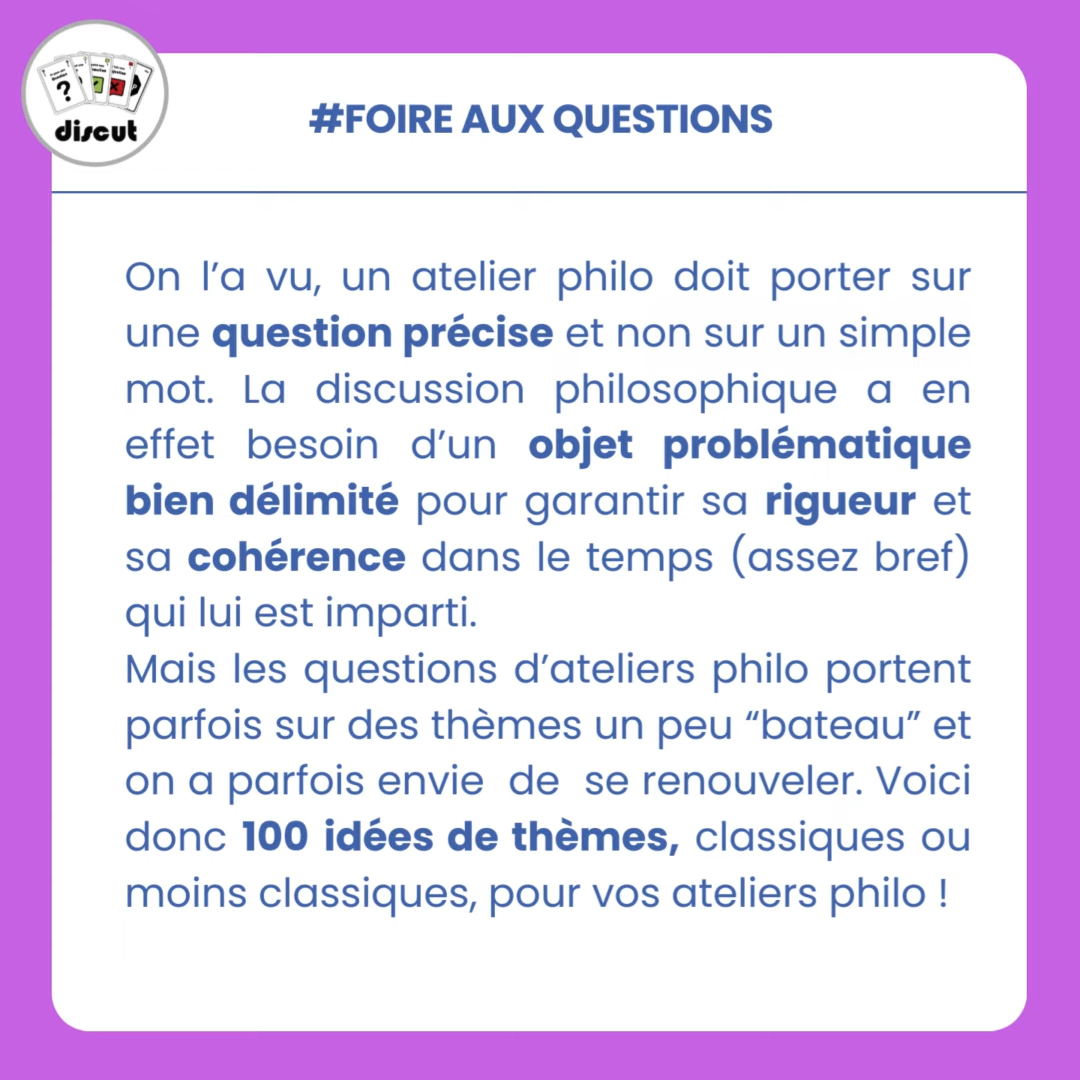 discut
#FOIRE AUX QUESTIONS
On l’a vu, un atelier philo doit porter sur
une question précise et non sur un simple
mot. La discussion philosophique a en
effet besoin d’un objet problématique
bien délimité pour garantir sa rigueur et
sa cohérence dans le temps (assez bref)
qui lui est imparti.
Mais les questions d’ateliers philo portent
parfois sur des thèmes un peu “bateau” et
on a parfois envie de se renouveler. Voici
donc 100 idées de thèmes, classiques ou
moins classiques, pour vos ateliers philo !